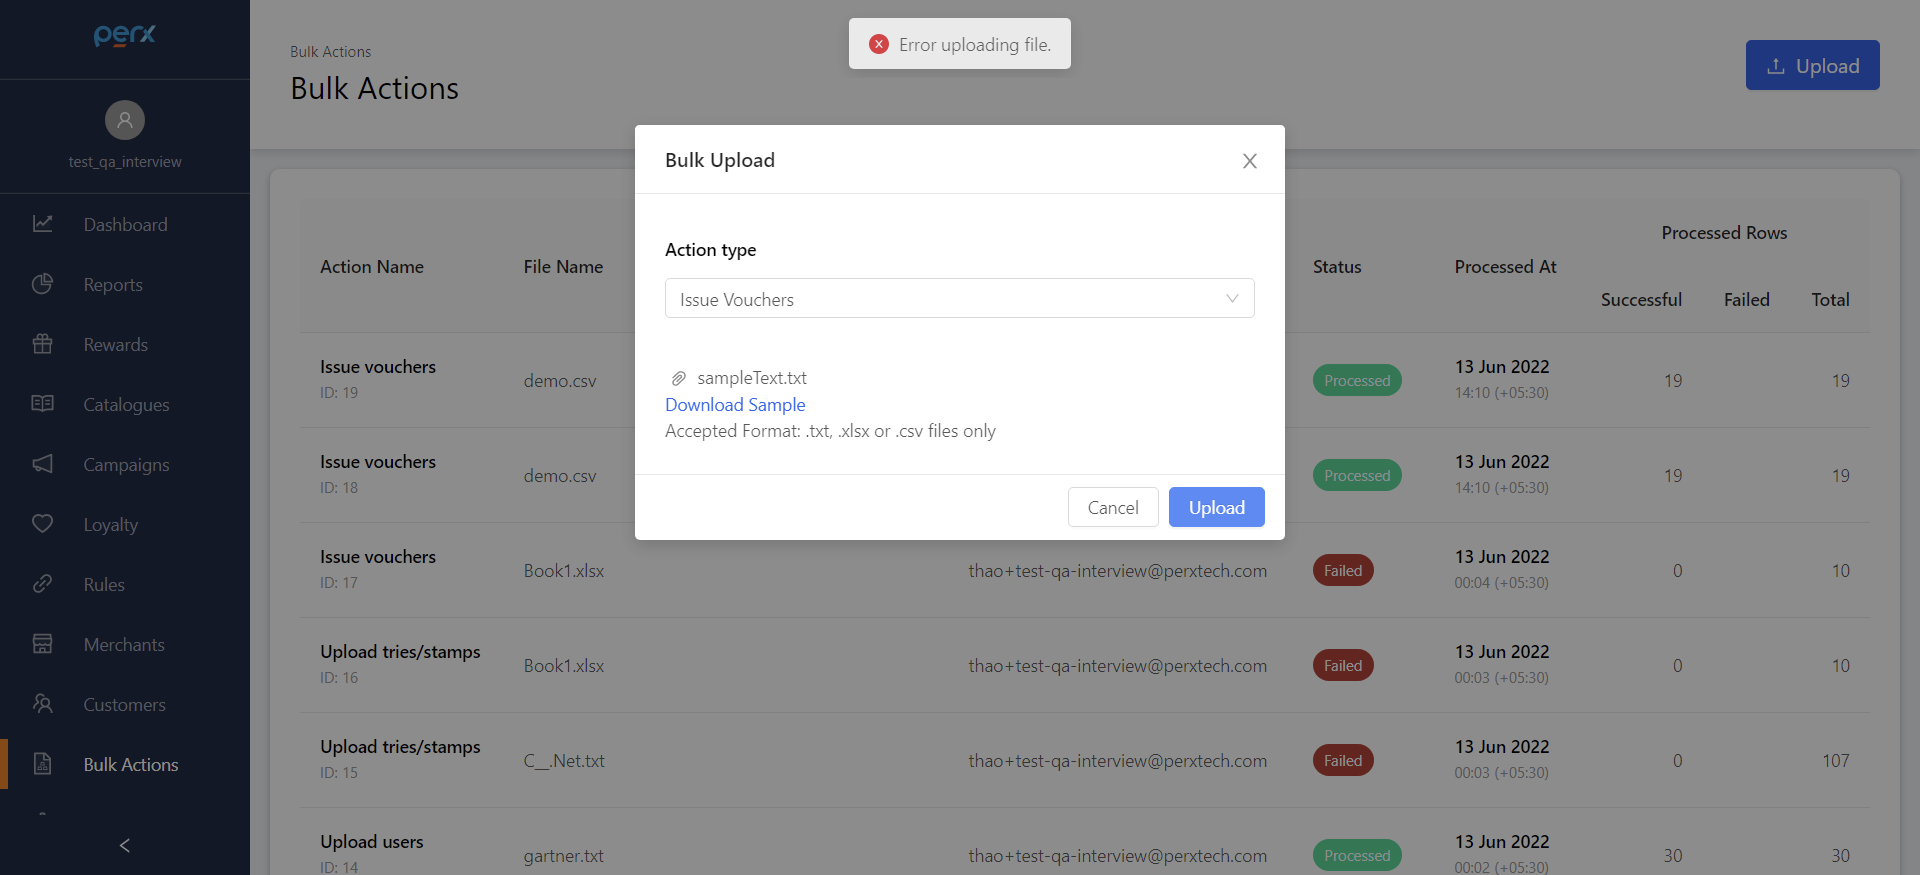 perx
test_qa_interview
Dashboard
Reports
Rewards
Catalogues
Campaigns
Loyalty
Rules
Merchants
Customers
Bulk Actions
Bulk Actions
Bulk Actions
Error uploading file.
Upload
Bulk Upload
Action type
Issue Vouchers
sampleText.txt
Download Sample
Accepted Format: .txt, .xlsx or .csv files only
Cancel
Upload
Processed Rows
Action Name File Name Status Processed At
Successful Failed Total
Issue vouchers demo.csv Processed 13 Jun 2022 19 19
ID: 19 14:10 (+05:30)
Issue vouchers demo.csv Processed 13 Jun 2022 19 19
ID: 18 14:10 (+05:30)
Issue vouchers Book1.xlsx thao+test-qa-interview@perxtech.com Failed 13 Jun 2022 0 10
ID: 17 00:04 (+05:30)
Upload tries/stamps Book1.xlsx thao+test-qa-interview@perxtech.com Failed 13 Jun 2022 0 10
ID: 16 00:03 (+05:30)
Upload tries/stamps C__.Net.txt thao+test-qa-interview@perxtech.com Failed 13 Jun 2022 0 107
ID: 15 00:03 (+05:30)
Upload users gartner.txt thao+test-qa-interview@perxtech.com Processed 13 Jun 2022 30 30
ID: 14 00:02 (+05:30)